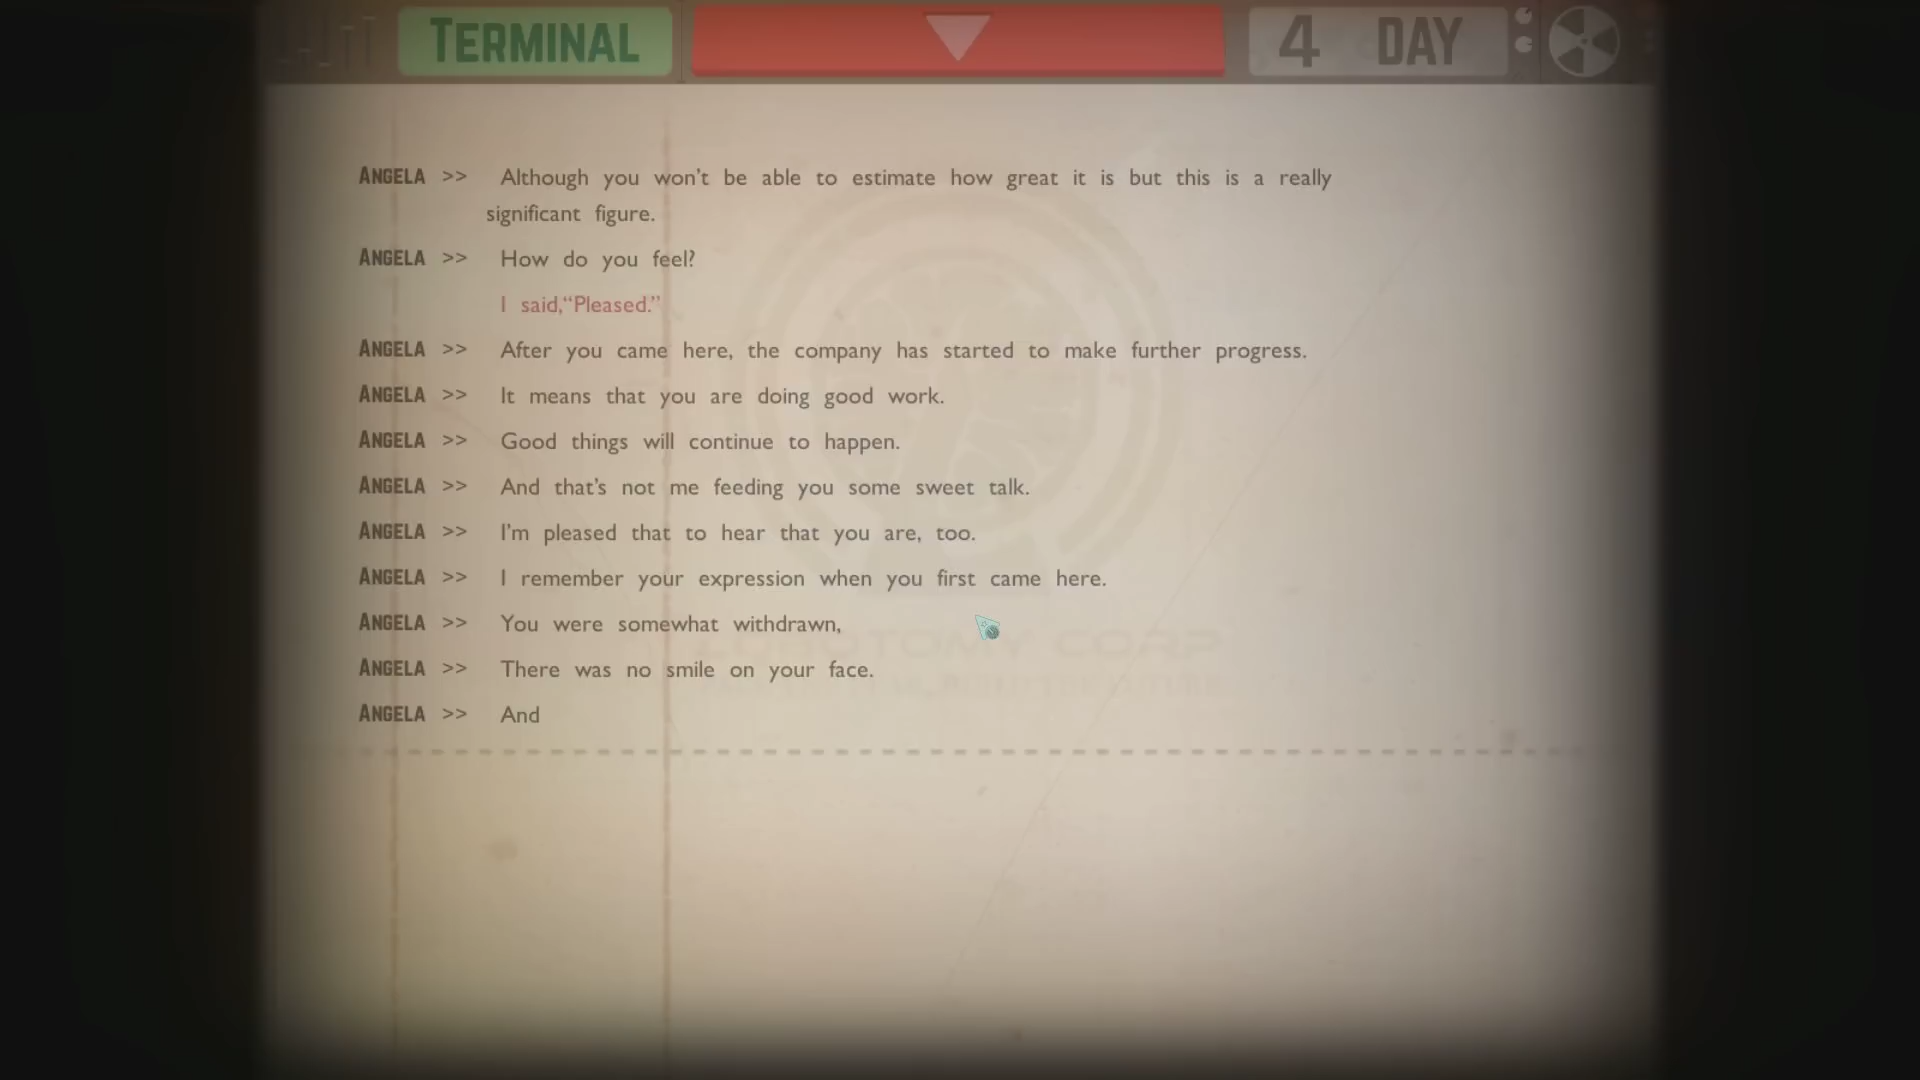 TERMINAL
4 DAY
ANGELA >> Although you won't be able to estimate how great it is but this is a really
significant figure.
ANGELA >> How do you feel?
I said,“Pleased.”
ANGELA >> After you came here, the company has started to make further progress.
ANGELA >> It means that you are doing good work.
ANGELA >> Good things will continue to happen.
ANGELA >> And that's not me feeding you some sweet talk.
ANGELA >> I'm pleased that to hear that you are, too.
ANGELA >> I remember your expression when you first came here.
ANGELA >> You were somewhat withdrawn,
ANGELA >> There was no smile on your face.
ANGELA >> And
LOBOTOMY CORP